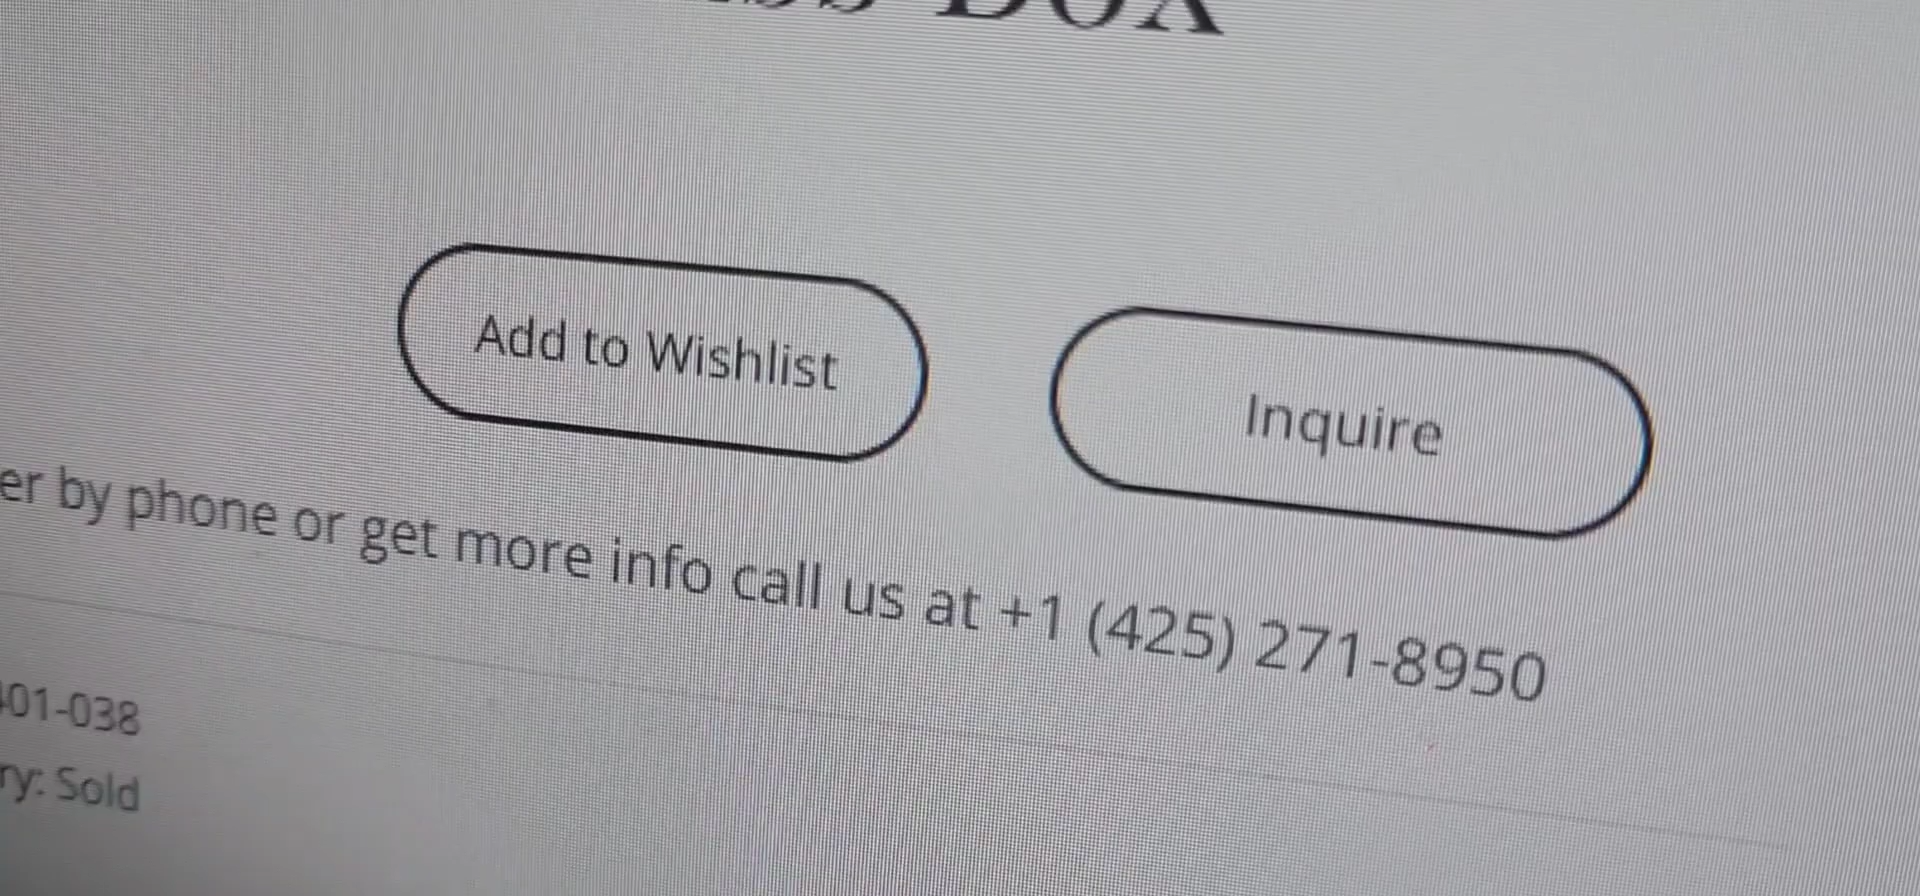 BOX
Add to Wishlist
Inquire
er by phone or get more info call us at +1 (425) 271-8950
01-038
ry: Sold